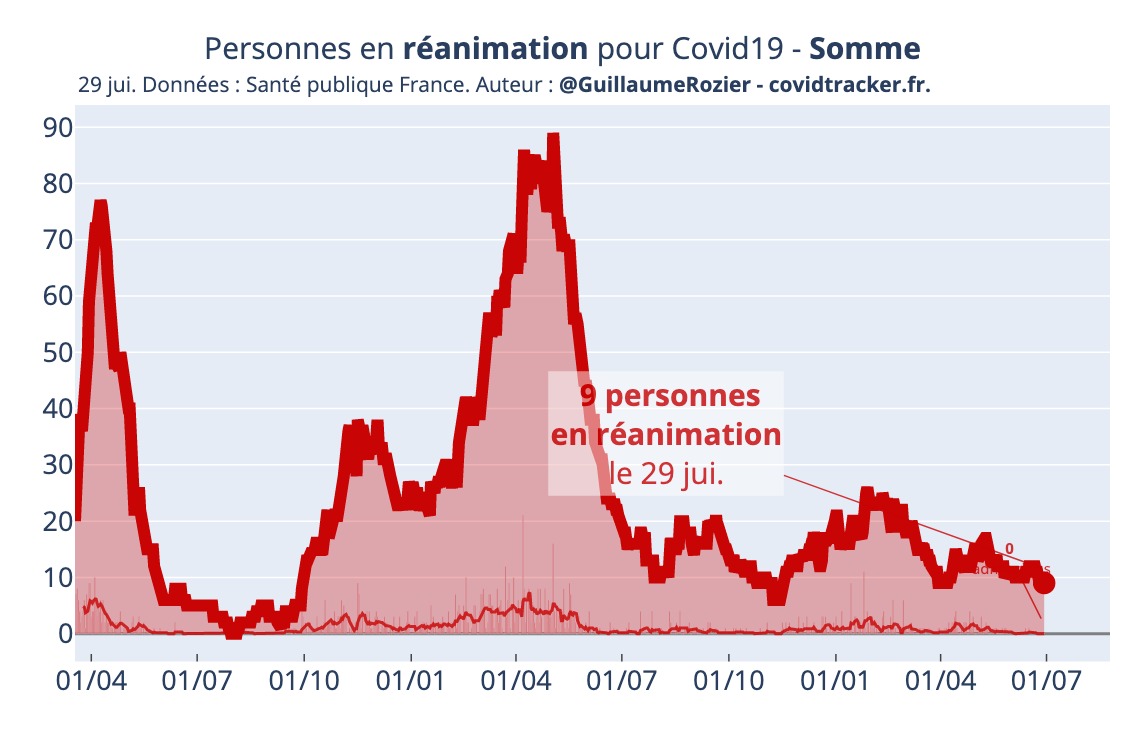 Personnes en réanimation pour Covid19 - Somme
29 jui. Données : Santé publique France. Auteur : @GuillaumeRozier - covidtracker.fr.
90
80
70
60
50
40
30
20
10
0
9 personnes
en réanimation
le 29 jui.
0
01/04 01/07 01/10 01/01 01/04 01/07 01/10 01/01 01/04 01/07